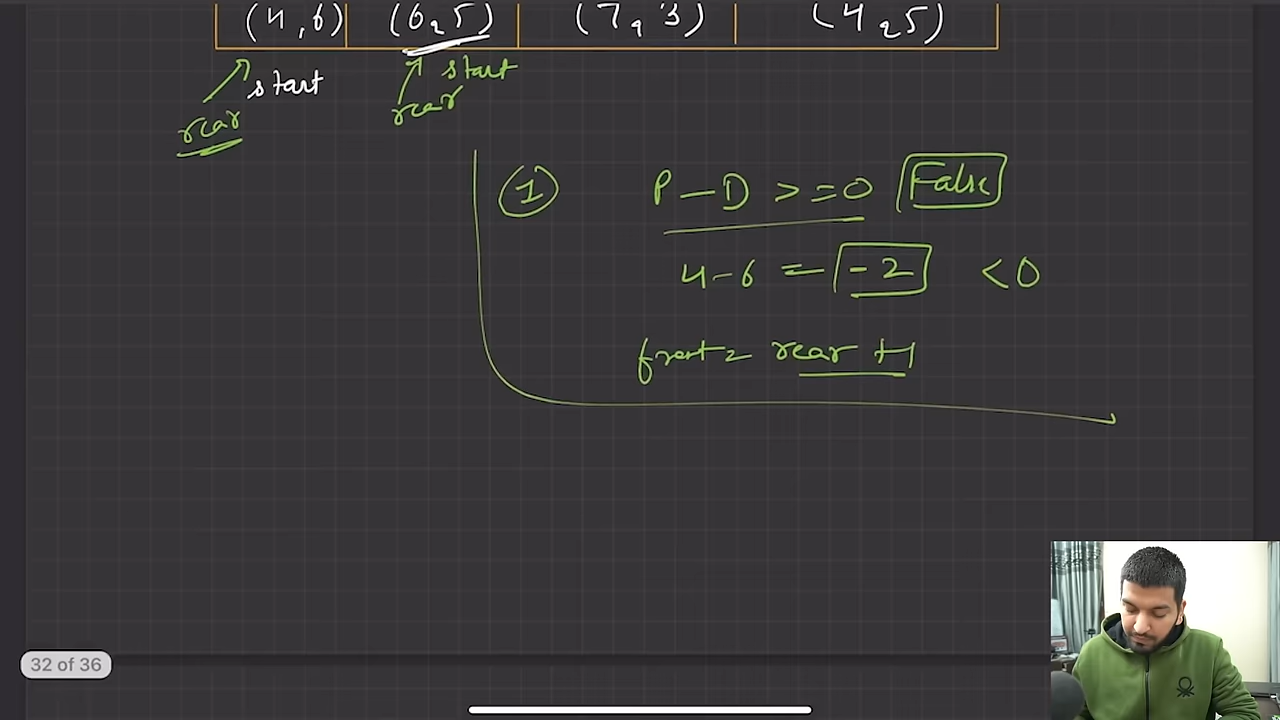 (4,6) (6,5) (7,3) (4,5)
start start
rear rear
1 P-D >=0 False
4-6 = -2 <0
front = rear +1
32 of 36